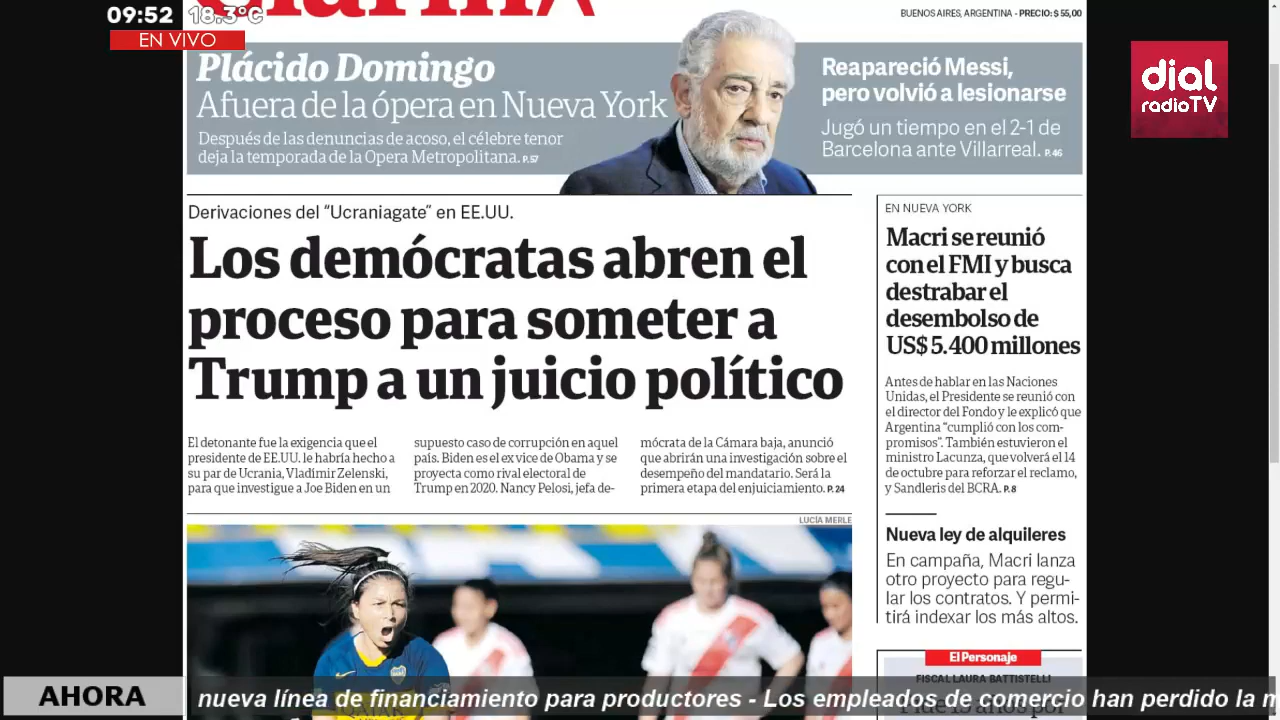 09:52 18.3°C
EN VIVO
clarín
BUENOS AIRES, ARGENTINA - PRECIO: $ 55,00
Plácido Domingo
Afuera de la ópera en Nueva York
Después de las denuncias de acoso, el célebre tenor
deja la temporada de la Opera Metropolitana. P.57
Reapareció Messi,
pero volvió a lesionarse
Jugó un tiempo en el 2-1 de
Barcelona ante Villarreal. P.46
dial
radioTV
Derivaciones del “Ucraniagate” en EE.UU.
Los demócratas abren el
proceso para someter a
Trump a un juicio político
El detonante fue la exigencia que el
presidente de EE.UU. le habría hecho a
su par de Ucrania, Vladímir Zelenski,
para que investigue a Joe Biden en un
supuesto caso de corrupción en aquel
país. Biden es el ex vice de Obama y se
proyecta como rival electoral de
Trump en 2020. Nancy Pelosi, jefa de-
mócrata de la Cámara baja, anunció
que abrirán una investigación sobre el
desempeño del mandatario. Será la
primera etapa del enjuiciamiento. P.24
LUCÍA MERLE
EN NUEVA YORK
Macri se reunió
con el FMI y busca
destrabar el
desembolso de
US$ 5.400 millones
Antes de hablar en las Naciones
Unidas, el Presidente se reunió con
el director del Fondo y le explicó que
Argentina “cumplió con los com-
promisos”. También estuvieron el
ministro Lacunza, que volverá el 14
de octubre para reforzar el reclamo,
y Sandleris del BCRA. P.8
Nueva ley de alquileres
En campaña, Macri lanza
otro proyecto para regu-
lar los contratos. Y permi-
tirá indexar los más altos.
El Personaje
FISCAL LAURA BATTISTELLI
años por
QATAR
AHORA
nueva línea de financiamiento para productores - Los empleados de comercio han perdido la m